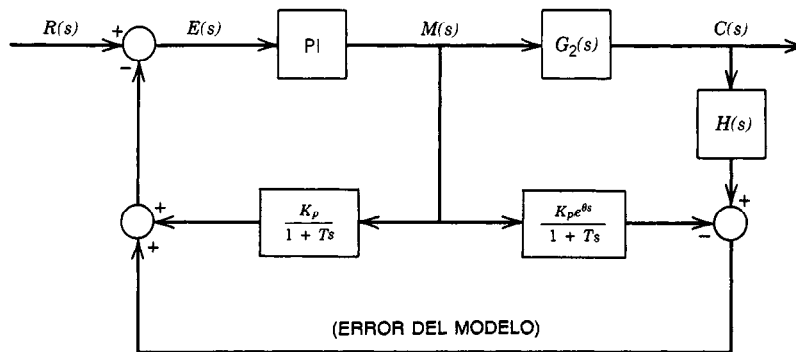 R(s) + E(s) PI M(s) G₂(s) C(s)
-
H(s)
K_p / (1 + Ts) +
+
K_p e^{θs} / (1 + Ts) - +
(ERROR DEL MODELO)